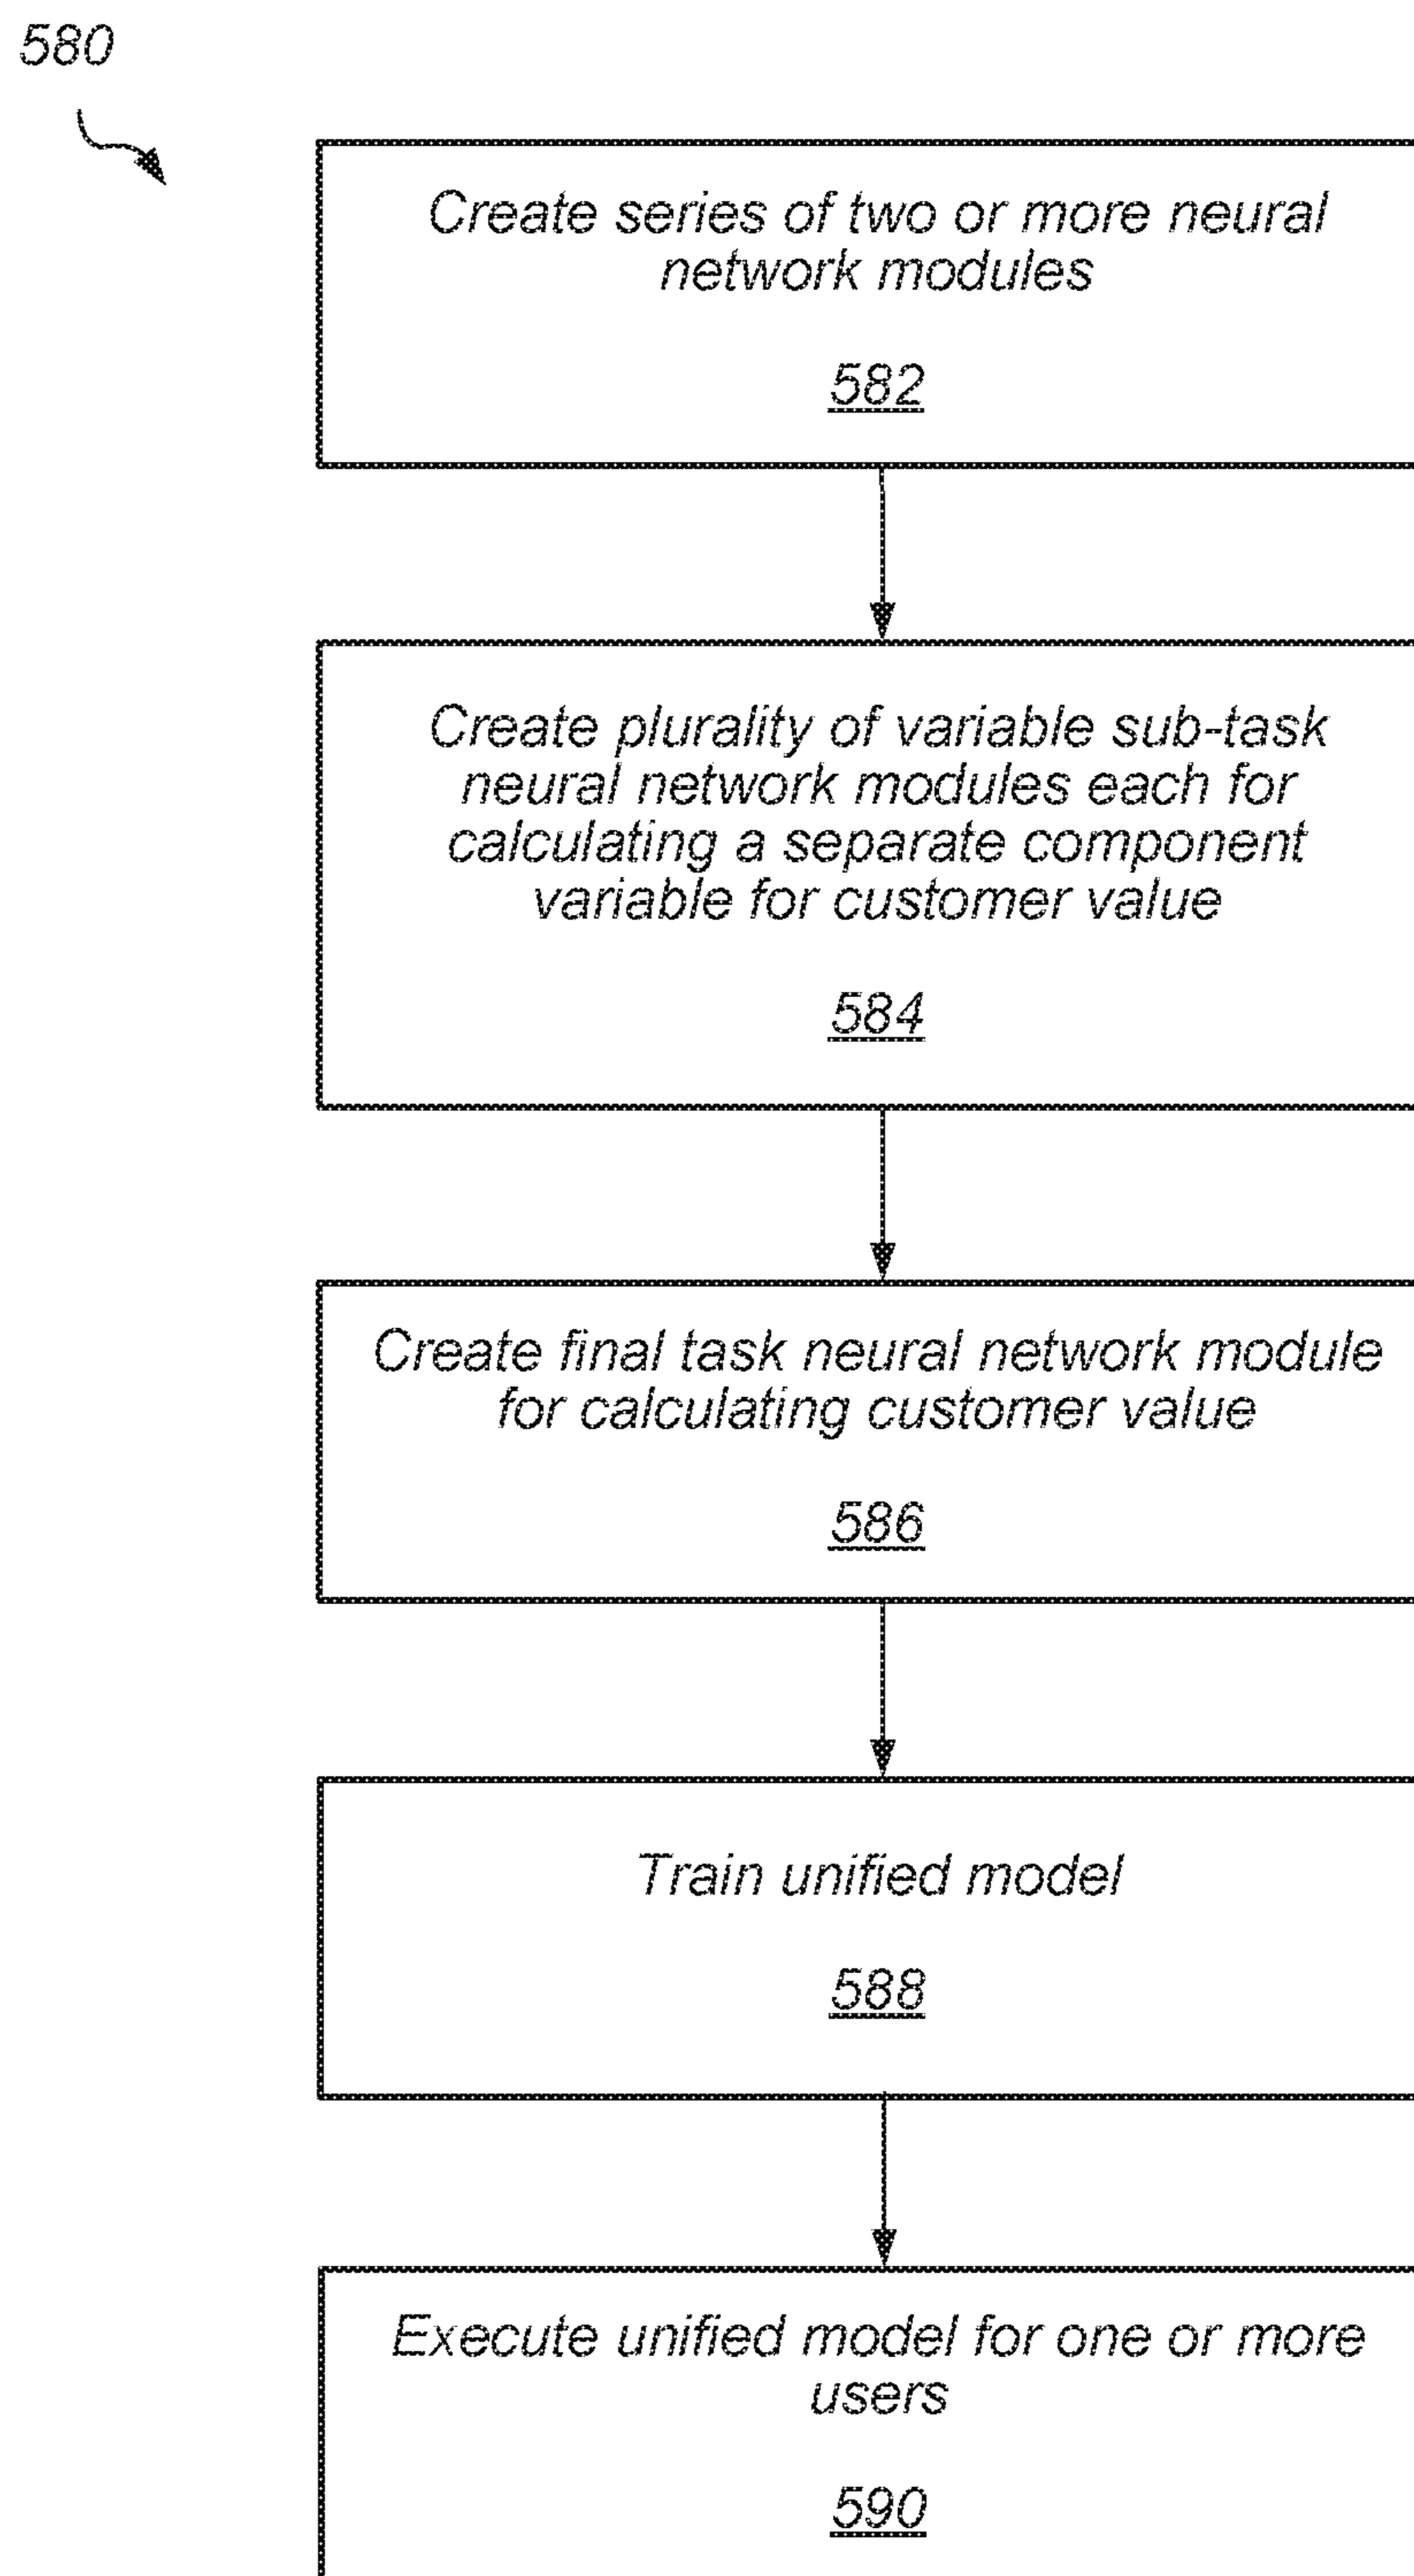 580
Create series of two or more neural
network modules
582
Create plurality of variable sub-task
neural network modules each for
calculating a separate component
variable for customer value
584
Create final task neural network module
for calculating customer value
586
Train unified model
588
Execute unified model for one or more
users
590